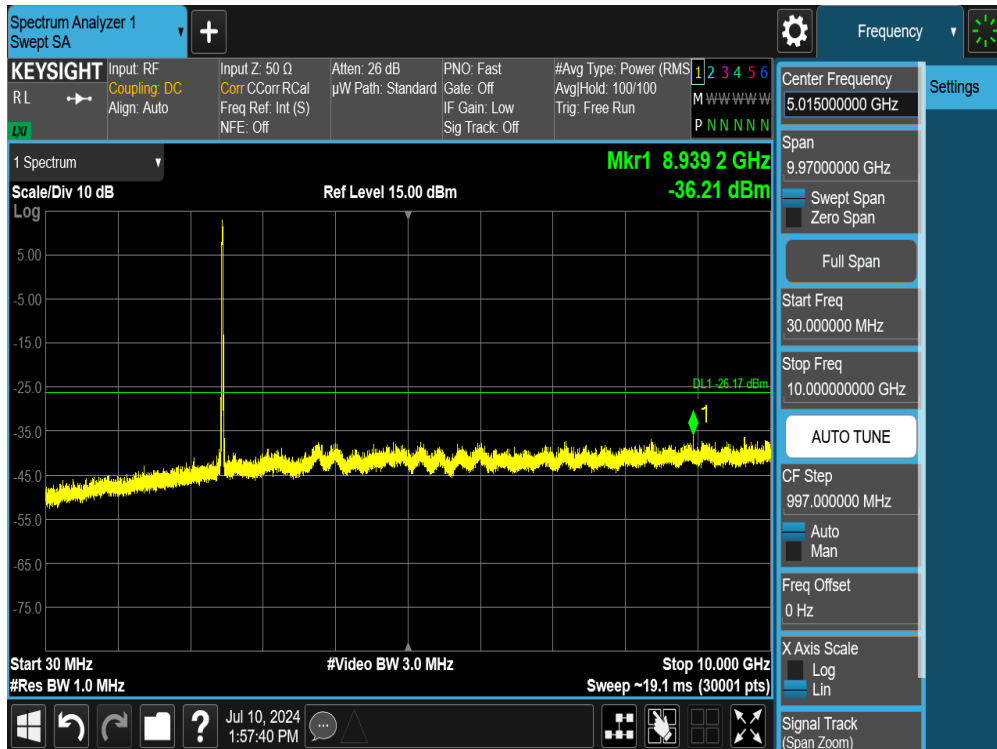 Spectrum Analyzer 1
Swept SA
+
Frequency
KEYSIGHT
R L
LXI
Input: RF
Coupling: DC
Align: Auto
Input Z: 50 Ω
Corr CCorr RCal
Freq Ref: Int (S)
NFE: Off
Atten: 26 dB
µW Path: Standard
PNO: Fast
Gate: Off
IF Gain: Low
Sig Track: Off
#Avg Type: Power (RMS
Avg|Hold: 100/100
Trig: Free Run
1 2 3 4 5 6
M W W W W W
P N N N N N
1 Spectrum
Mkr1 8.939 2 GHz
Scale/Div 10 dB
Ref Level 15.00 dBm
-36.21 dBm
Log
5.00
-5.00
-15.0
-25.0
-35.0
-45.0
-55.0
-65.0
-75.0
DL1 -26.17 dBm
1
Start 30 MHz
#Video BW 3.0 MHz
Stop 10.000 GHz
#Res BW 1.0 MHz
Sweep ~19.1 ms (30001 pts)
Center Frequency
5.015000000 GHz
Settings
Span
9.97000000 GHz
Swept Span
Zero Span
Full Span
Start Freq
30.000000 MHz
Stop Freq
10.000000000 GHz
AUTO TUNE
CF Step
997.000000 MHz
Auto
Man
Freq Offset
0 Hz
X Axis Scale
Log
Lin
Signal Track
(Span Zoom)
?
Jul 10, 2024
1:57:40 PM